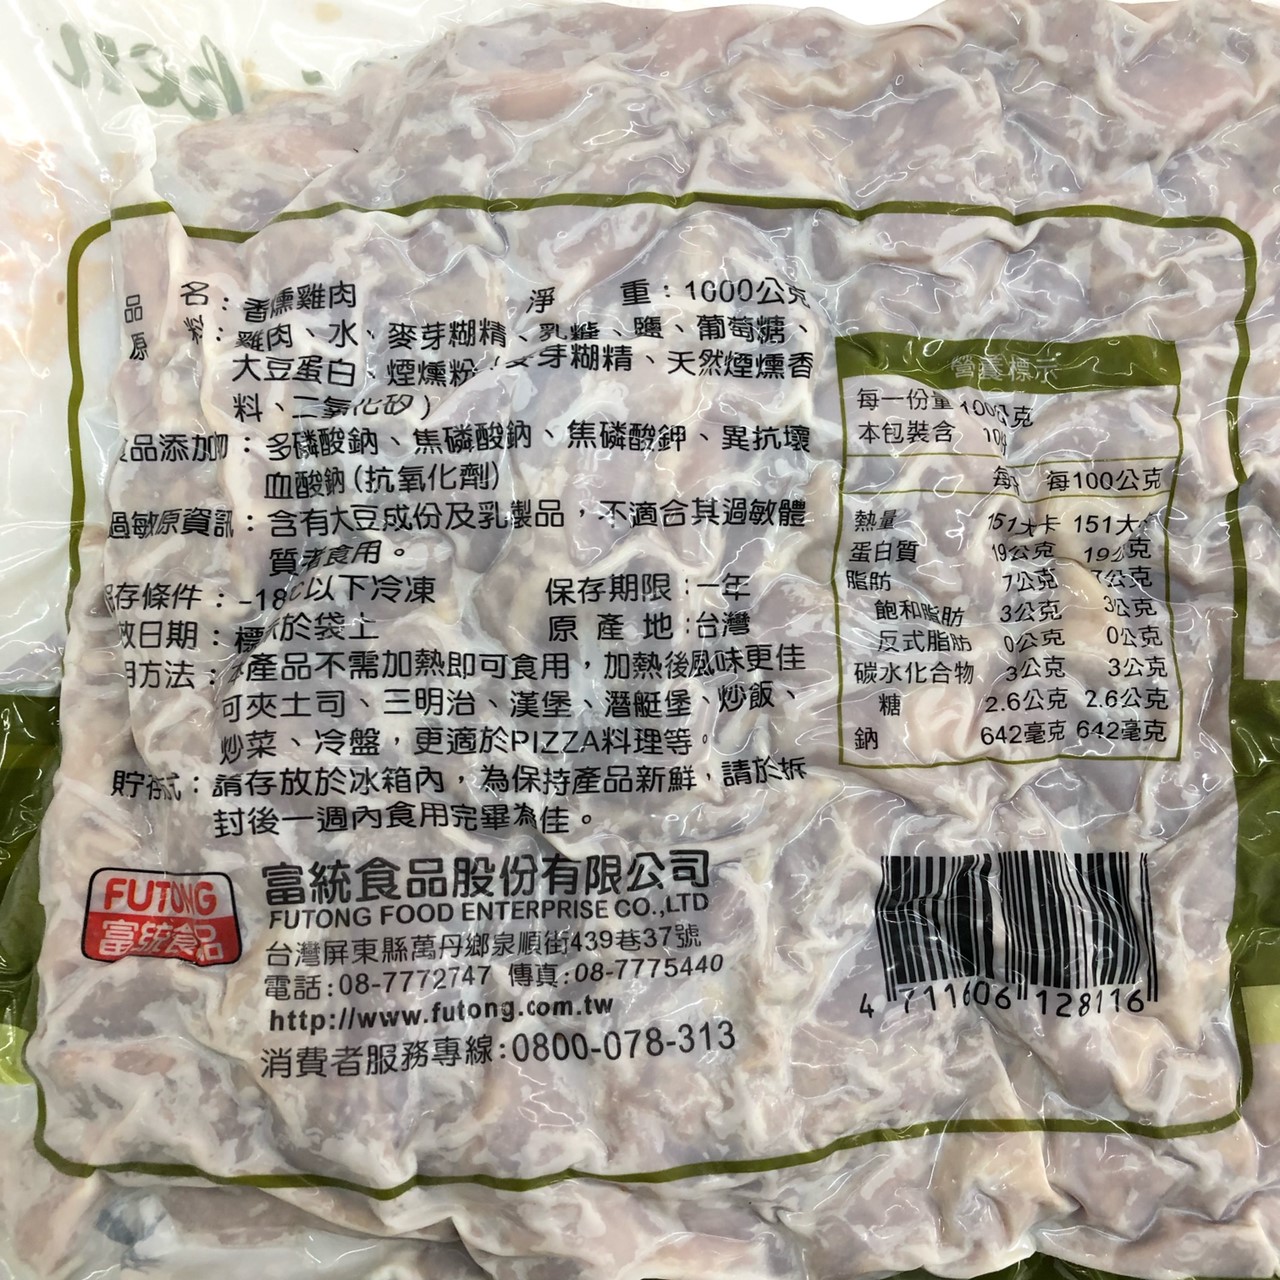 品 名：香燻雞肉 淨 重：1000公克
原 料：雞肉、水、麥芽糊精、乳糖、鹽、葡萄糖、
大豆蛋白、煙燻粉(麥芽糊精、天然煙燻香
料、二氧化矽)
食品添加物：多磷酸鈉、焦磷酸鈉、焦磷酸鉀、異抗壞
血酸鈉(抗氧化劑)
過敏原資訊：含有大豆成份及乳製品，不適合其過敏體
質者食用。
保存條件：-18℃以下冷凍 保存期限：一年
日期：標於袋上 原產地：台灣
方法：本產品不需加熱即可食用，加熱後風味更佳
可夾土司、三明治、漢堡、潛艇堡、炒飯、
炒菜、冷盤，更適於PIZZA料理等。
貯存 式：請存放於冰箱內，為保持產品新鮮，請於拆
封後一週內食用完畢為佳。
營養標示
每一份量 100公克
本包裝含 10份
每 每100公克
熱量 151大卡 151大卡
蛋白質 19公克 19公克
脂肪 7公克 7公克
飽和脂肪 3公克 3公克
反式脂肪 0公克 0公克
碳水化合物 3公克 3公克
糖 2.6公克 2.6公克
鈉 642毫克 642毫克
FUTONG
富統食品
富統食品股份有限公司
FUTONG FOOD ENTERPRISE CO.,LTD
台灣屏東縣萬丹鄉泉順街439巷37號
電話:08-7772747 傳真:08-7775440
http://www.futong.com.tw
消費者服務專線:0800-078-313
4 711606 128116